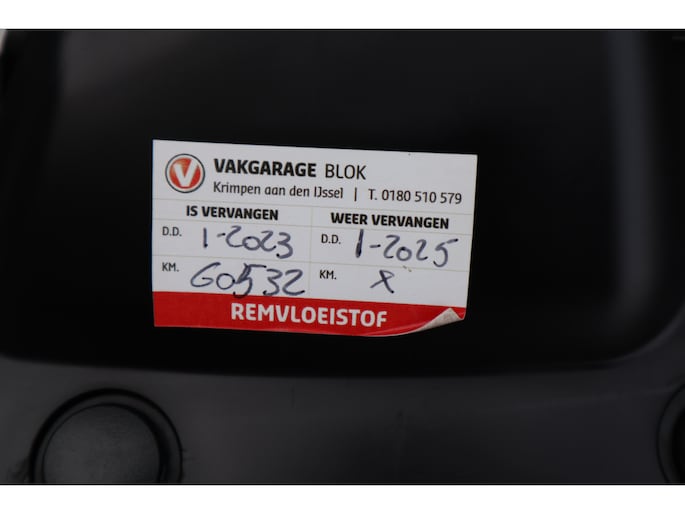 V VAKGARAGE BLOK
Krimpen aan den IJssel | T. 0180 510 579
IS VERVANGEN WEER VERVANGEN
D.D. 1-2023 D.D. 1-2025
KM. 60532 KM. X
REMVLOEISTOF